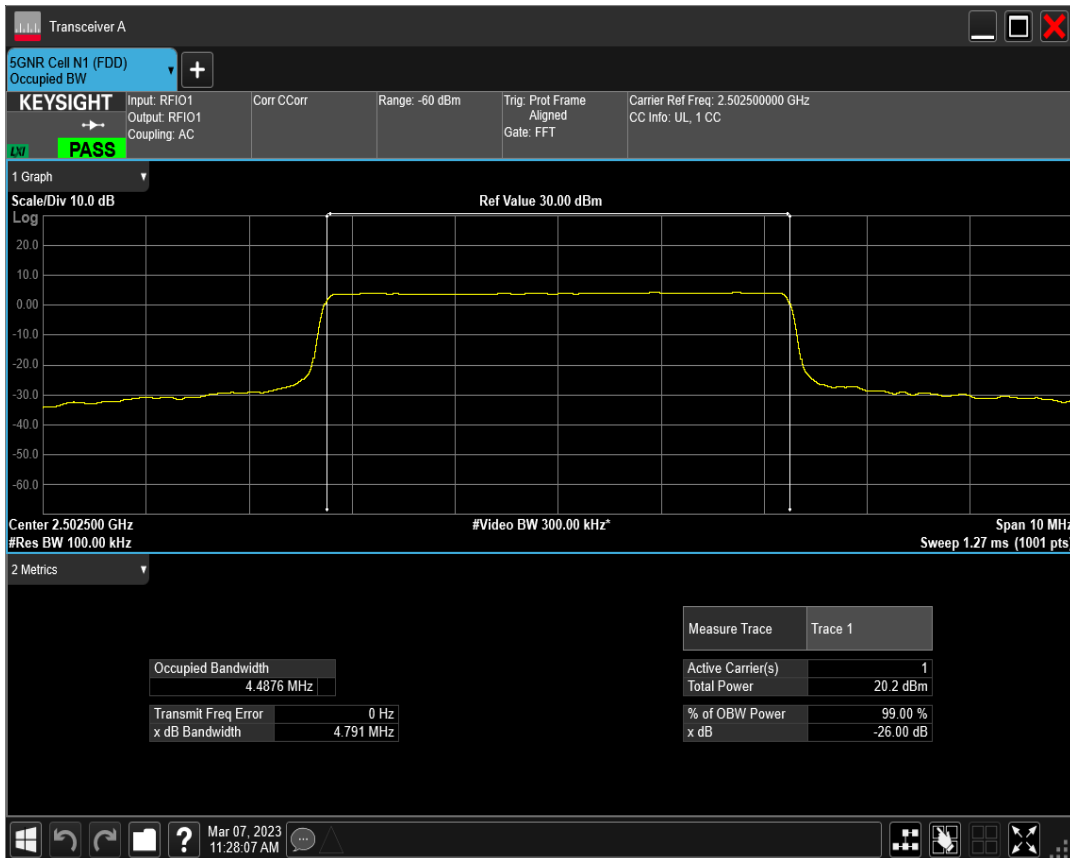 Transceiver A
5GNR Cell N1 (FDD)
Occupied BW
KEYSIGHT
LXI
PASS
Input: RFIO1
Output: RFIO1
Coupling: AC
Corr CCorr
Range: -60 dBm
Trig: Prot Frame
Aligned
Gate: FFT
Carrier Ref Freq: 2.502500000 GHz
CC Info: UL, 1 CC
1 Graph
Scale/Div 10.0 dB
Ref Value 30.00 dBm
Log
20.0
10.0
0.00
-10.0
-20.0
-30.0
-40.0
-50.0
-60.0
Center 2.502500 GHz
#Video BW 300.00 kHz*
Span 10 MHz
#Res BW 100.00 kHz
Sweep 1.27 ms (1001 pts)
2 Metrics
Measure Trace Trace 1
Occupied Bandwidth
4.4876 MHz
Active Carrier(s) 1
Total Power 20.2 dBm
Transmit Freq Error 0 Hz
x dB Bandwidth 4.791 MHz
% of OBW Power 99.00 %
x dB -26.00 dB
?
Mar 07, 2023
11:28:07 AM